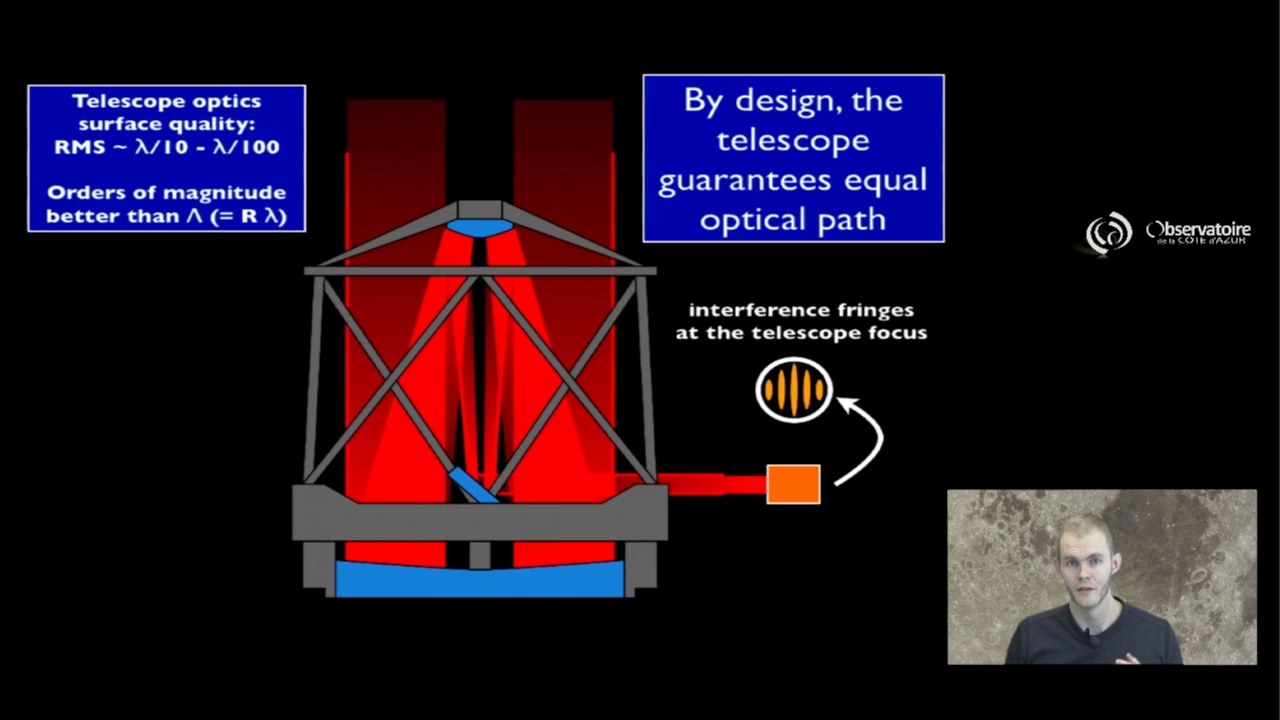 Telescope optics
surface quality:
RMS ~ λ/10 - λ/100
Orders of magnitude
better than Λ (= R λ)
By design, the
telescope
guarantees equal
optical path
interference fringes
at the telescope focus
Observatoire
de la CÔTE d'AZUR